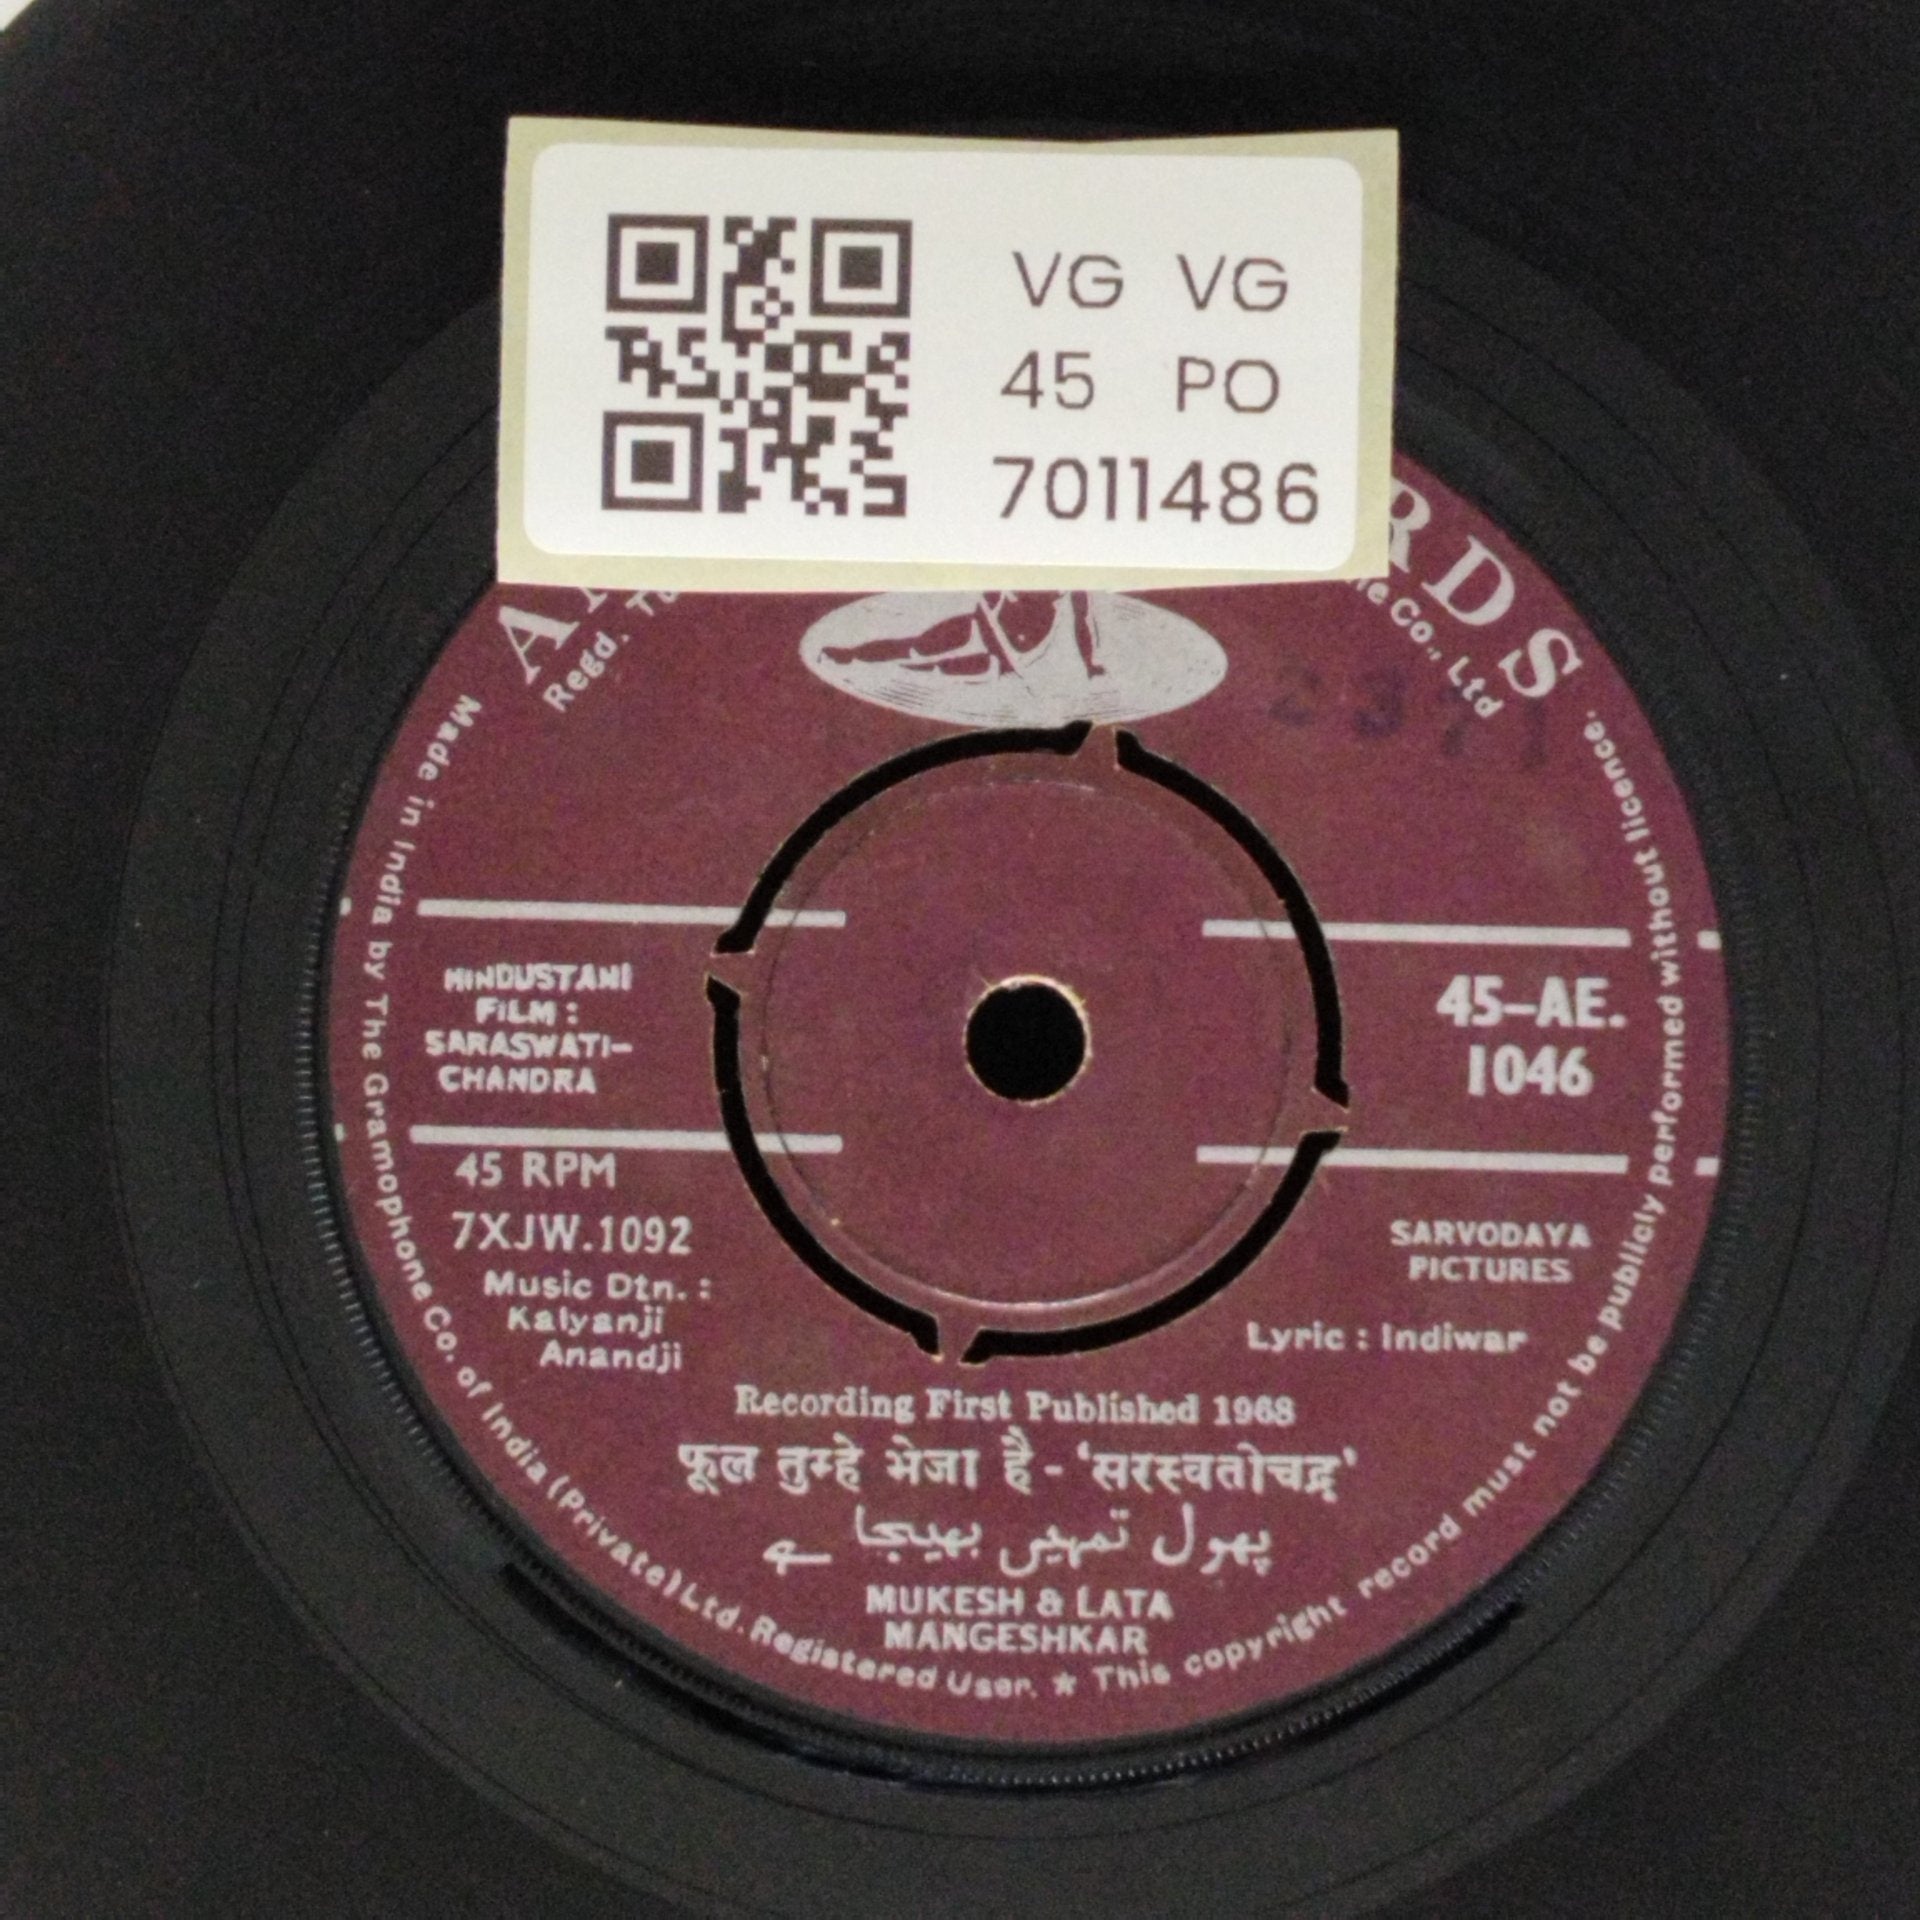 VG VG
45 PO
7011486
RDS
Regd.
Co., Ltd
Made in India by The Gramophone Co. of India (Private) Ltd. Registered User. ★ This copyright record must not be publicly performed without licence.
HINDUSTANI
FILM :
SARASWATI-
CHANDRA
45-AE.
1046
45 RPM
7XJW.1092
Music Dtn. :
Kalyanji
Anandji
SARVODAYA
PICTURES
Lyric : Indiwar
Recording First Published 1968
फूल तुम्हे भेजा है - 'सरस्वतोचद्र'
پھول تمہیں بھیجا ہے
MUKESH & LATA
MANGESHKAR